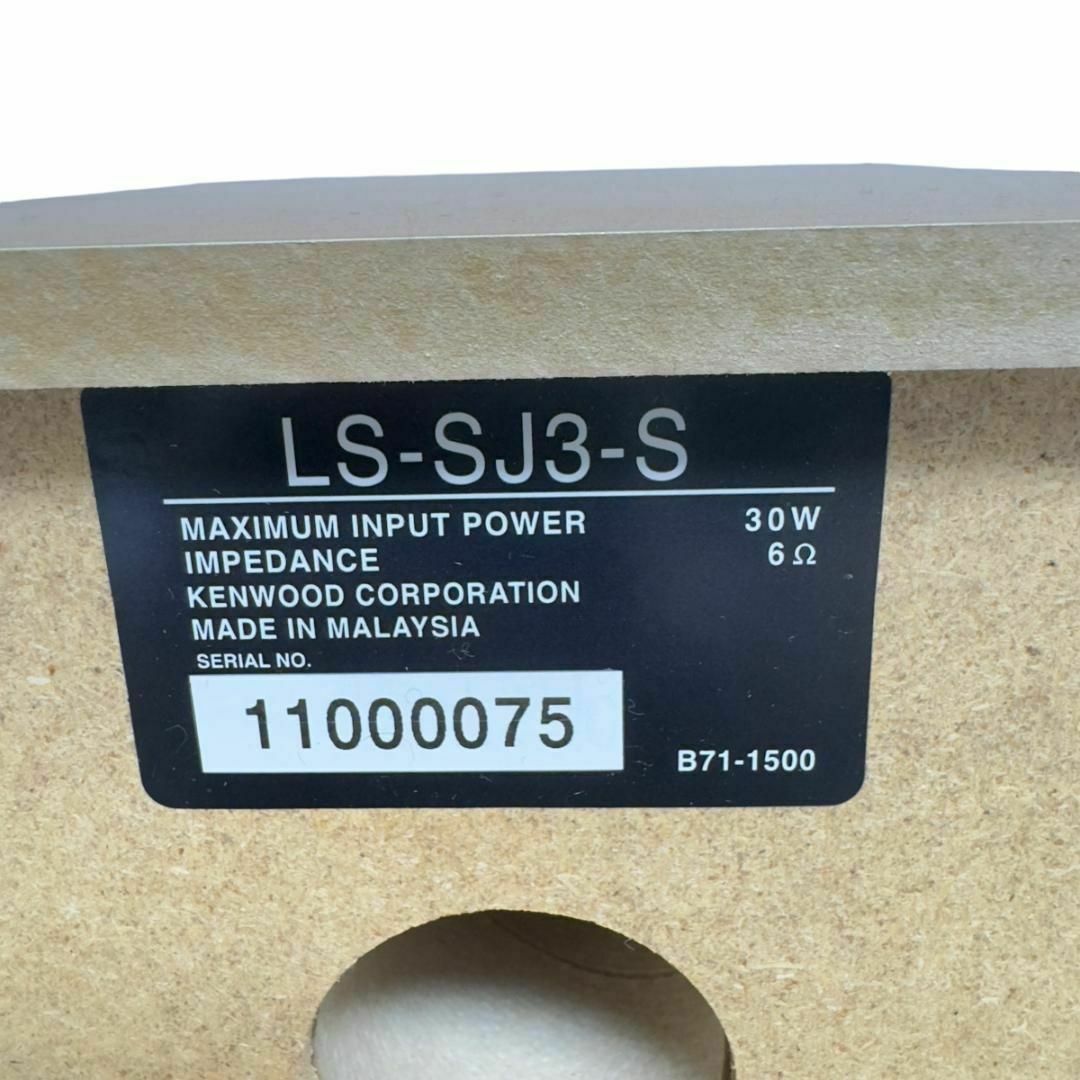 LS-SJ3-S
MAXIMUM INPUT POWER 30W
IMPEDANCE 6Ω
KENWOOD CORPORATION
MADE IN MALAYSIA
SERIAL NO.
11000075
B71-1500